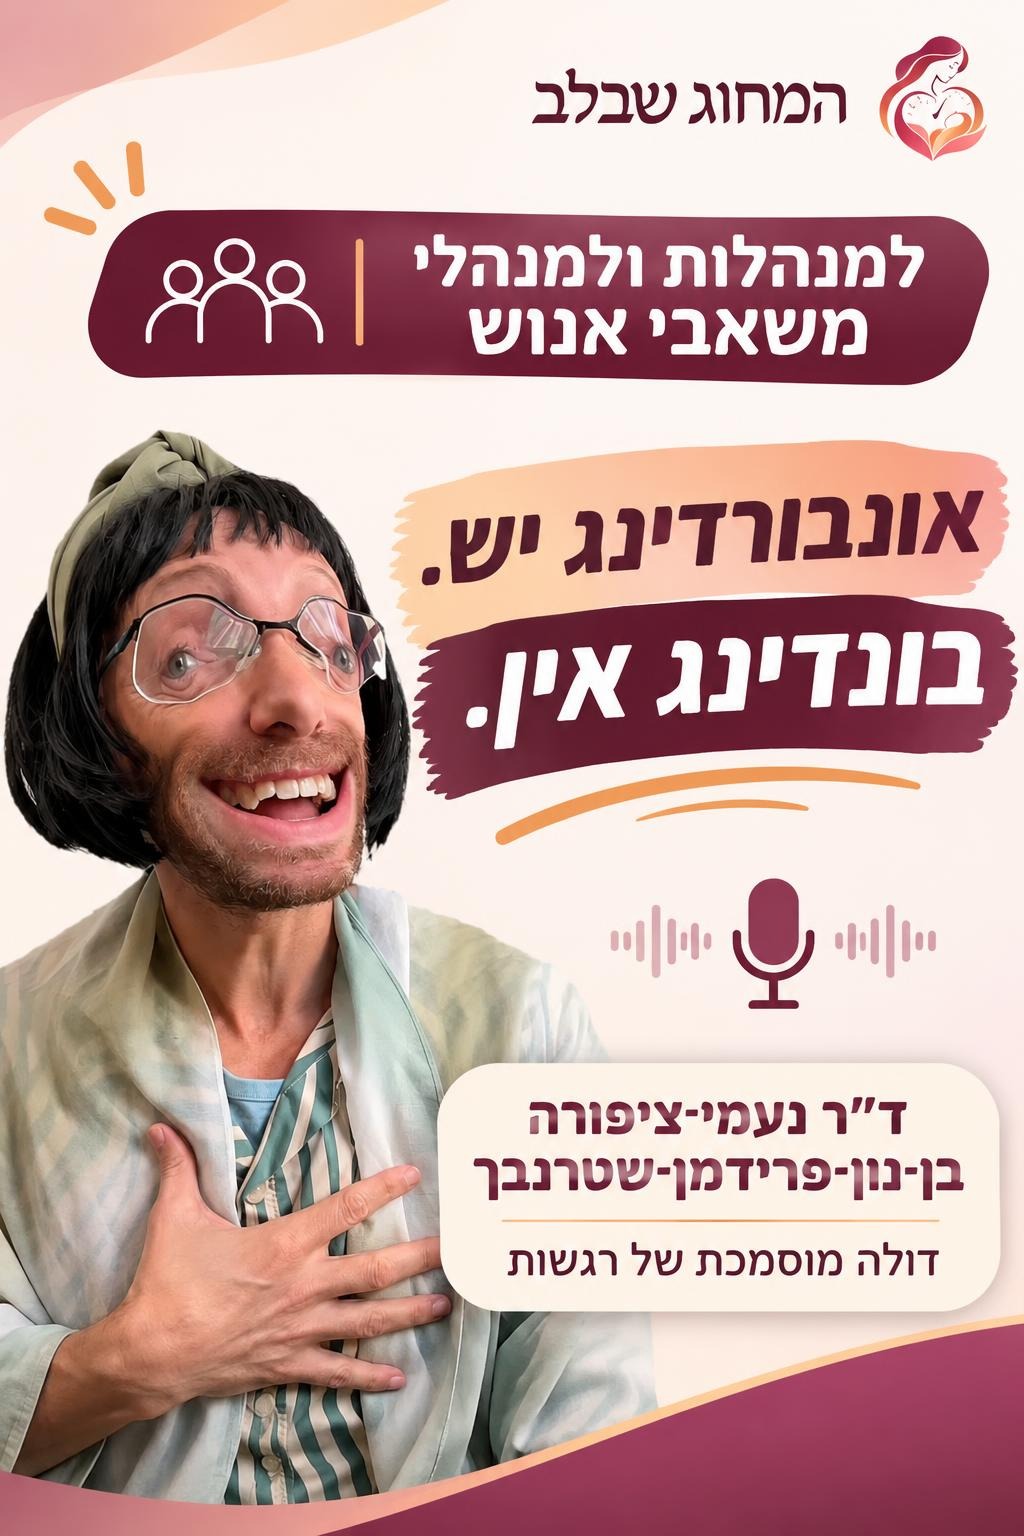 המחוג שבלב
למנהלות ולמנהלי
משאבי אנוש
אונבורדינג יש.
בונדינג אין.
ד"ר נעמי-ציפורה
בן-נון-פרידמן-שטרנבך
דולה מוסמכת של רגשות